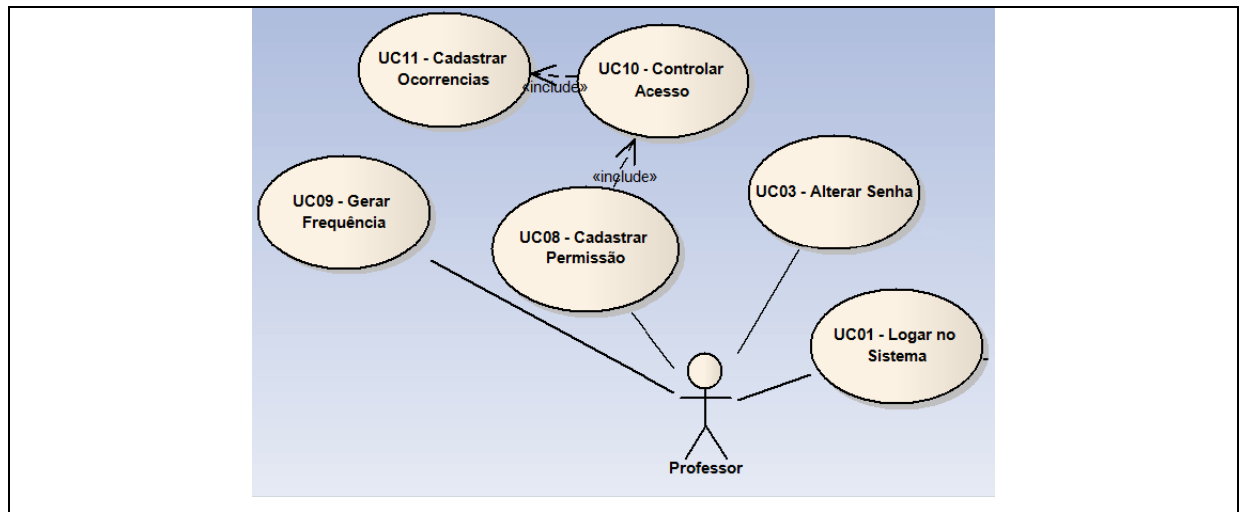 UC11 - Cadastrar
Ocorrencias
UC10 - Controlar
Acesso
«include»
«include»
UC03 - Alterar Senha
UC09 - Gerar
Frequência
UC08 - Cadastrar
Permissão
UC01 - Logar no
Sistema
Professor